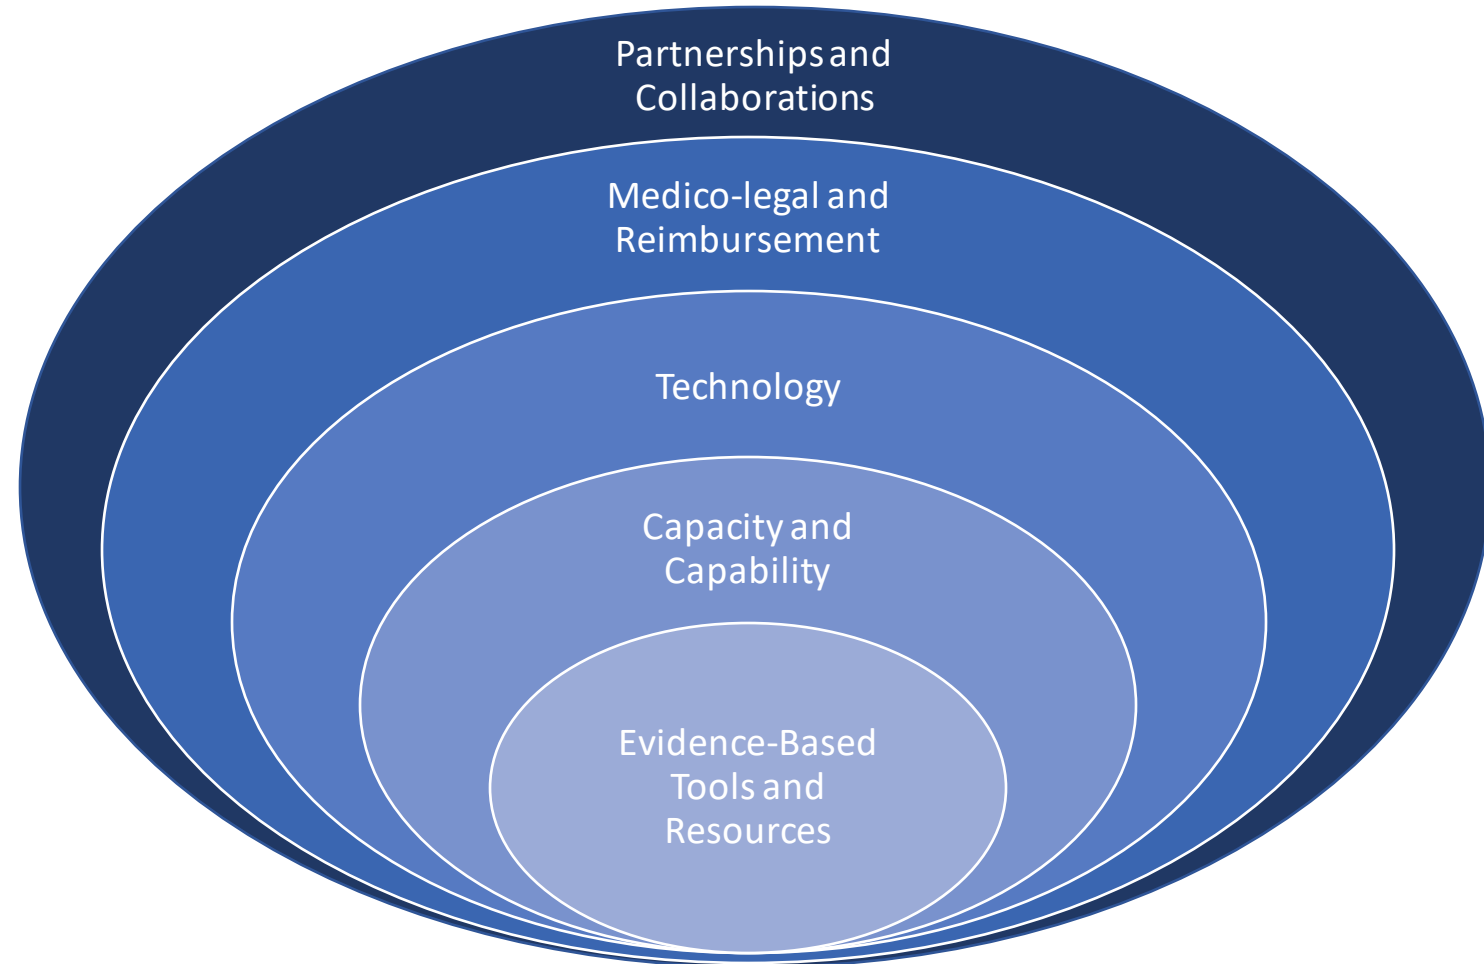 Partnerships and
Collaborations
Medico-legal and
Reimbursement
Technology
Capacity and
Capability
Evidence-Based
Tools and
Resources